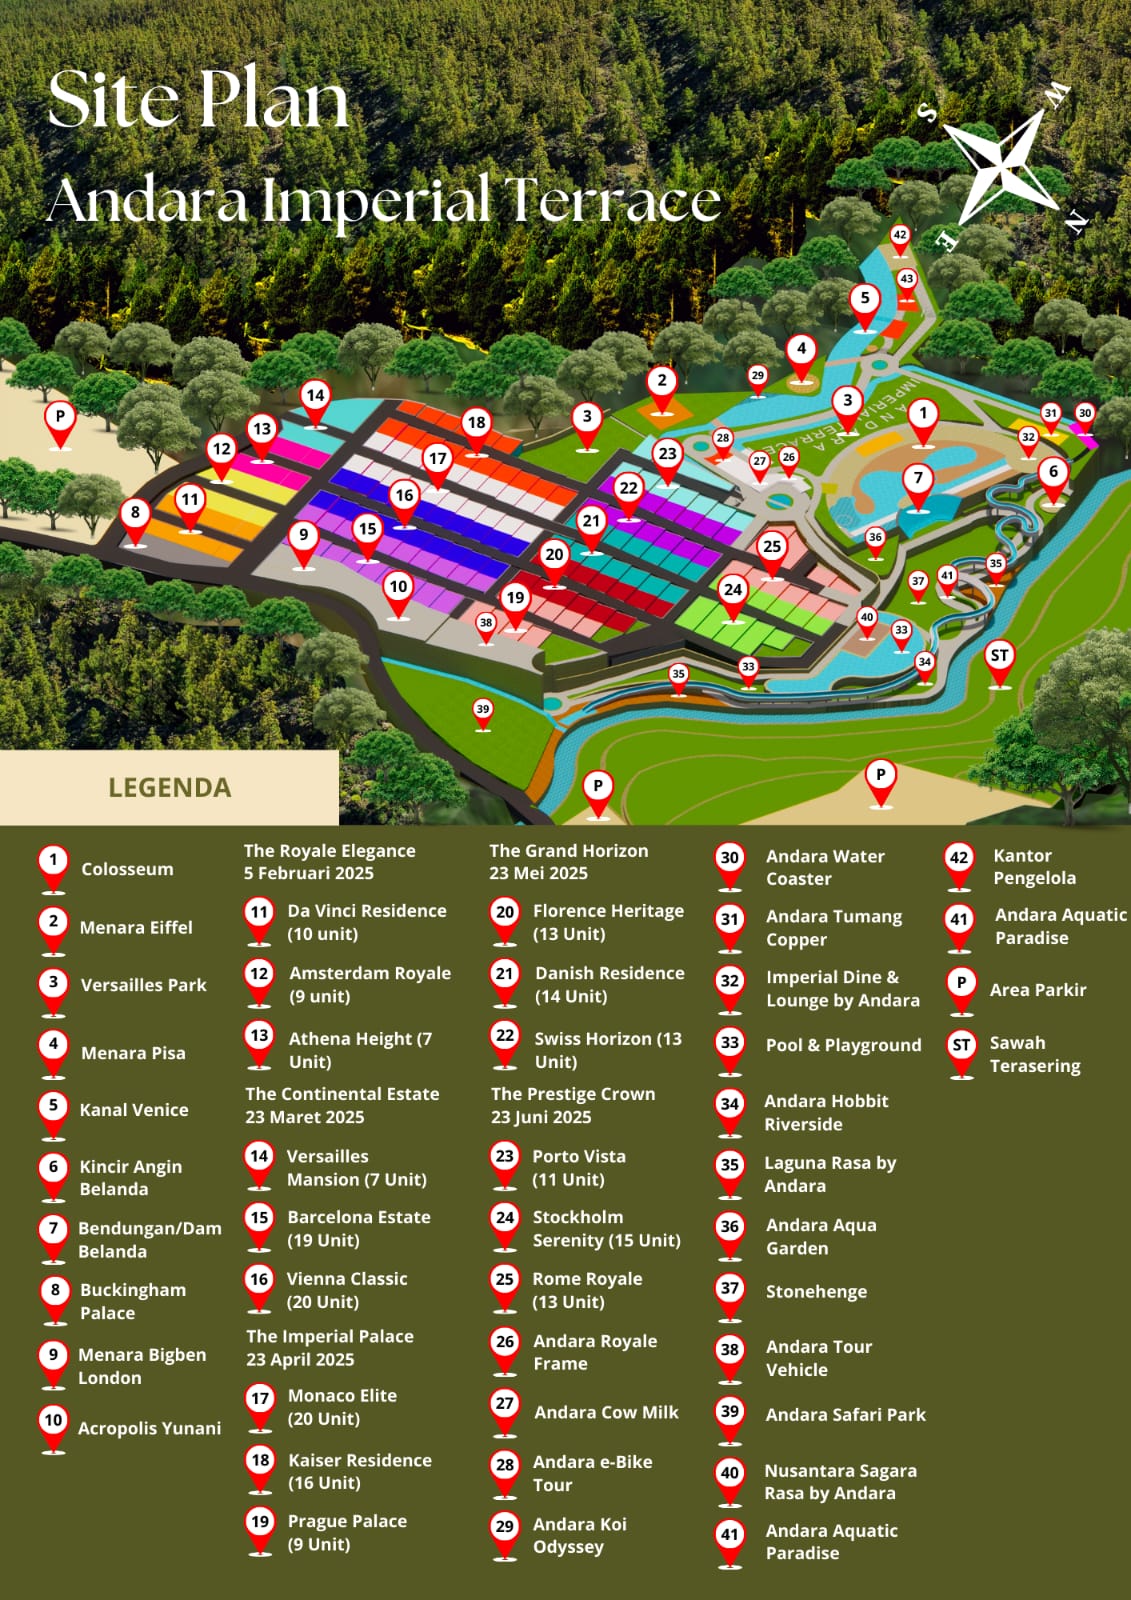 Site Plan
Andara Imperial Terrace
S
W
N
E
42
43
5
4
29
2
3
1
3
31
30
32
28
27
26
7
6
36
P
14
13
12
18
17
23
22
16
11
8
15
21
9
20
25
10
19
24
38
37
41
35
40
33
34
ST
35
33
39
P
P
ANDARA
IMPERIAL TERRACE
LEGENDA
1 Colosseum
2 Menara Eiffel
3 Versailles Park
4 Menara Pisa
5 Kanal Venice
6 Kincir Angin
Belanda
7 Bendungan/Dam
Belanda
8 Buckingham
Palace
9 Menara Bigben
London
10 Acropolis Yunani
The Royale Elegance
5 Februari 2025
11 Da Vinci Residence
(10 unit)
12 Amsterdam Royale
(9 unit)
13 Athena Height (7
Unit)
The Continental Estate
23 Maret 2025
14 Versailles
Mansion (7 Unit)
15 Barcelona Estate
(19 Unit)
16 Vienna Classic
(20 Unit)
The Imperial Palace
23 April 2025
17 Monaco Elite
(20 Unit)
18 Kaiser Residence
(16 Unit)
19 Prague Palace
(9 Unit)
The Grand Horizon
23 Mei 2025
20 Florence Heritage
(13 Unit)
21 Danish Residence
(14 Unit)
22 Swiss Horizon (13
Unit)
The Prestige Crown
23 Juni 2025
23 Porto Vista
(11 Unit)
24 Stockholm
Serenity (15 Unit)
25 Rome Royale
(13 Unit)
26 Andara Royale
Frame
27 Andara Cow Milk
28 Andara e-Bike
Tour
29 Andara Koi
Odyssey
30 Andara Water
Coaster
31 Andara Tumang
Copper
32 Imperial Dine &
Lounge by Andara
33 Pool & Playground
34 Andara Hobbit
Riverside
35 Laguna Rasa by
Andara
36 Andara Aqua
Garden
37 Stonehenge
38 Andara Tour
Vehicle
39 Andara Safari Park
40 Nusantara Sagara
Rasa by Andara
41 Andara Aquatic
Paradise
42 Kantor
Pengelola
41 Andara Aquatic
Paradise
P Area Parkir
ST Sawah
Terasering